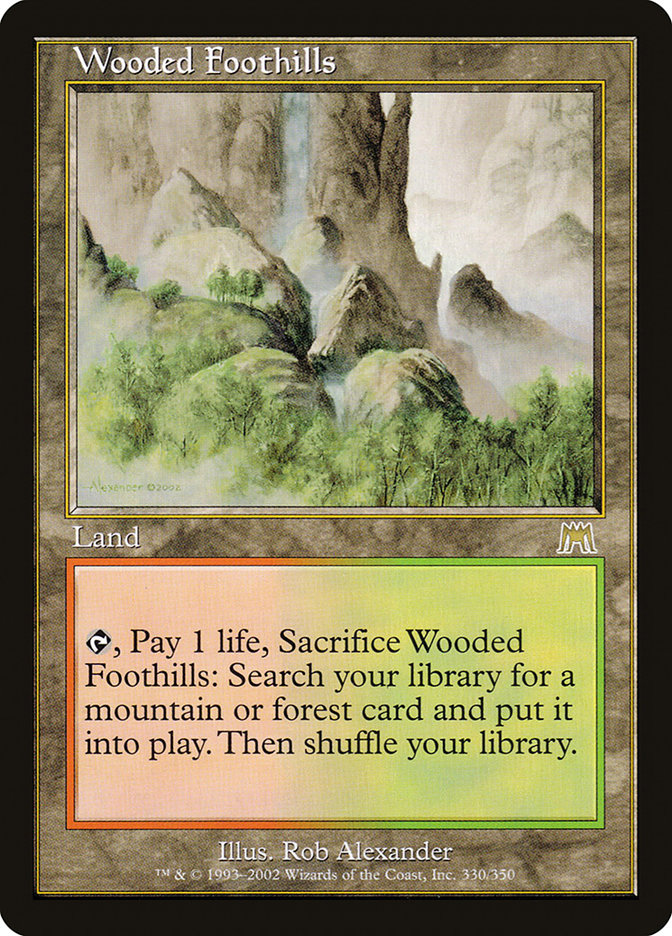 Wooded Foothills
Alexander ©2002
Land
, Pay 1 life, Sacrifice Wooded
Foothills: Search your library for a
mountain or forest card and put it
into play. Then shuffle your library.
Illus. Rob Alexander
™ & © 1993-2002 Wizards of the Coast, Inc. 330/350